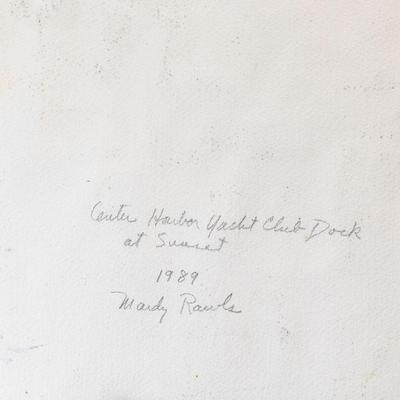 Center Harbor Yacht Club Dock
at Sunset
1989
Mardy Rawls